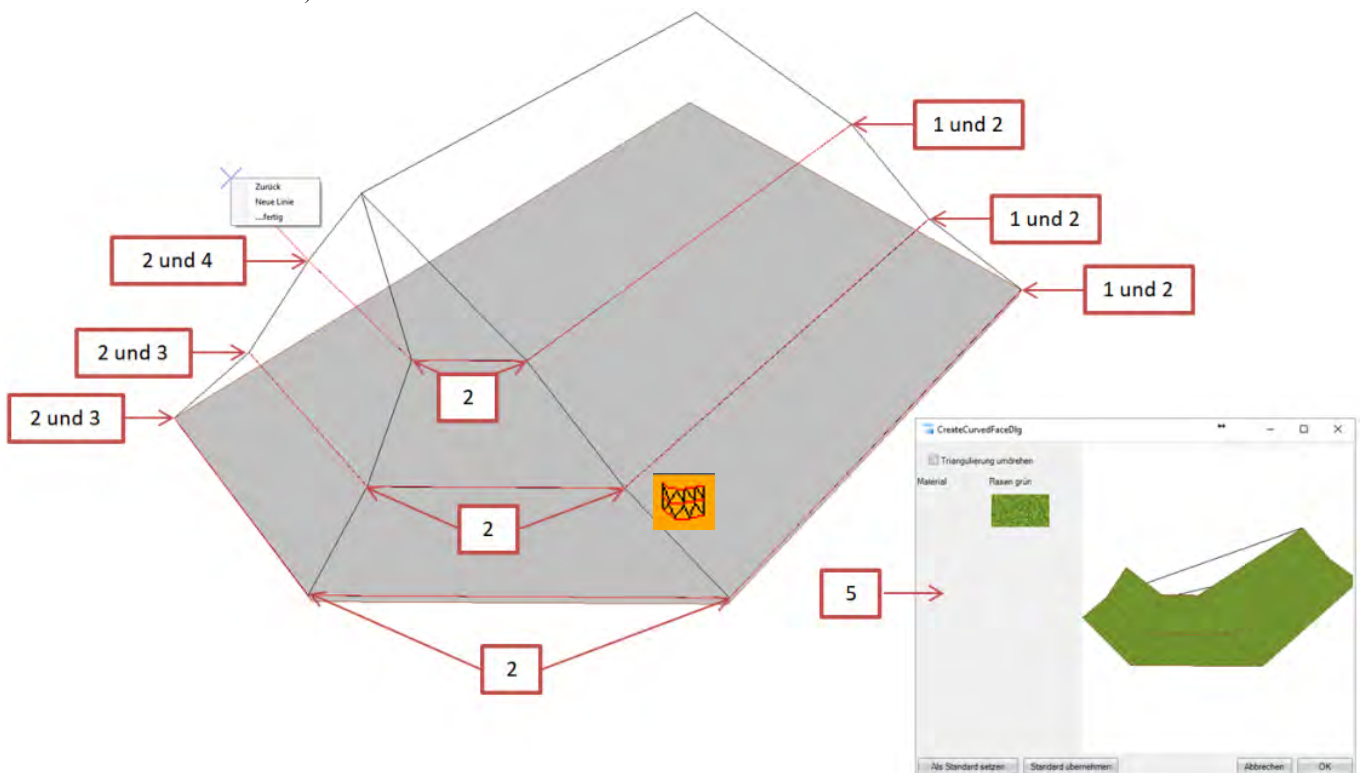 )
1 und 2
Zurück
Neue Linie
...fertig
1 und 2
2 und 4
1 und 2
2 und 3
2
2 und 3
CreateCurvedFaceDlg
Triangulierung umdrehen
Material Rasen grün
2
5
2
Als Standard setzen Standard übernehmen Abbrechen OK